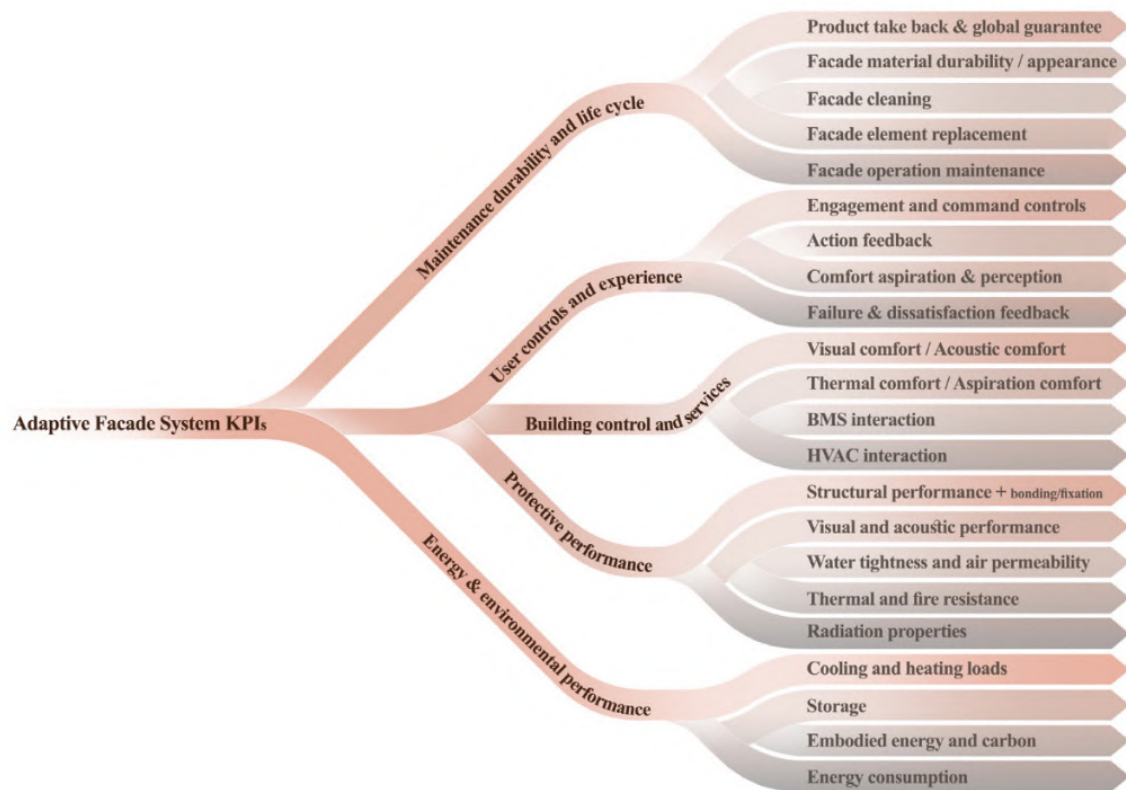 Adaptive Facade System KPIs
Maintenance durability and life cycle
Product take back & global guarantee
Facade material durability / appearance
Facade cleaning
Facade element replacement
Facade operation maintenance
User controls and experience
Engagement and command controls
Action feedback
Comfort aspiration & perception
Failure & dissatisfaction feedback
Building control and services
Visual comfort / Acoustic comfort
Thermal comfort / Aspiration comfort
BMS interaction
HVAC interaction
Protective performance
Structural performance + bonding/fixation
Visual and acoustic performance
Water tightness and air permeability
Thermal and fire resistance
Radiation properties
Energy & environmental performance
Cooling and heating loads
Storage
Embodied energy and carbon
Energy consumption